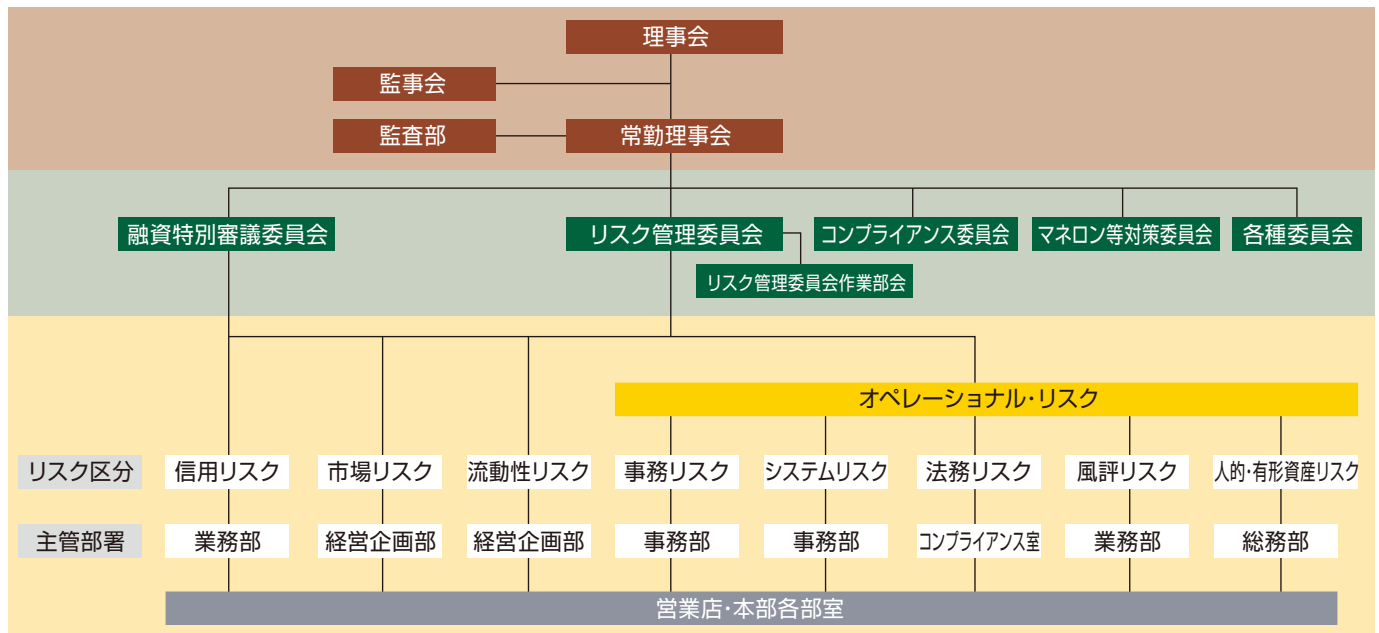 理事会
監事会
監査部
常勤理事会
融資特別審議委員会
リスク管理委員会
コンプライアンス委員会
マネロン等対策委員会
各種委員会
リスク管理委員会作業部会
オペレーショナル・リスク
リスク区分
信用リスク
市場リスク
流動性リスク
事務リスク
システムリスク
法務リスク
風評リスク
人的・有形資産リスク
主管部署
業務部
経営企画部
経営企画部
事務部
事務部
コンプライアンス室
業務部
総務部
営業店・本部各部室